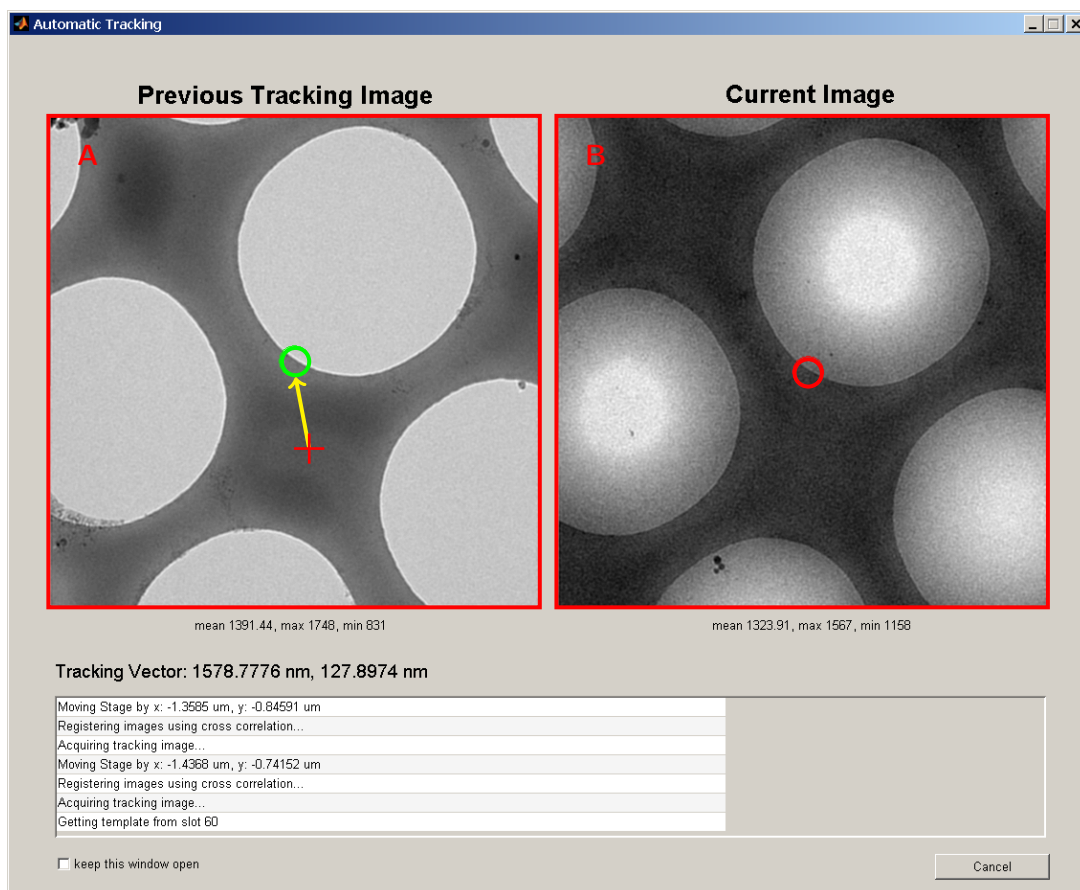 Automatic Tracking
Previous Tracking Image
Current Image
A
B
mean 1391.44, max 1748, min 831
mean 1323.91, max 1567, min 1158
Tracking Vector: 1578.7776 nm, 127.8974 nm
Moving Stage by x: -1.3585 um, y: -0.84591 um
Registering images using cross correlation...
Acquiring tracking image...
Moving Stage by x: -1.4368 um, y: -0.74152 um
Registering images using cross correlation...
Acquiring tracking image...
Getting template from slot 60
keep this window open
Cancel